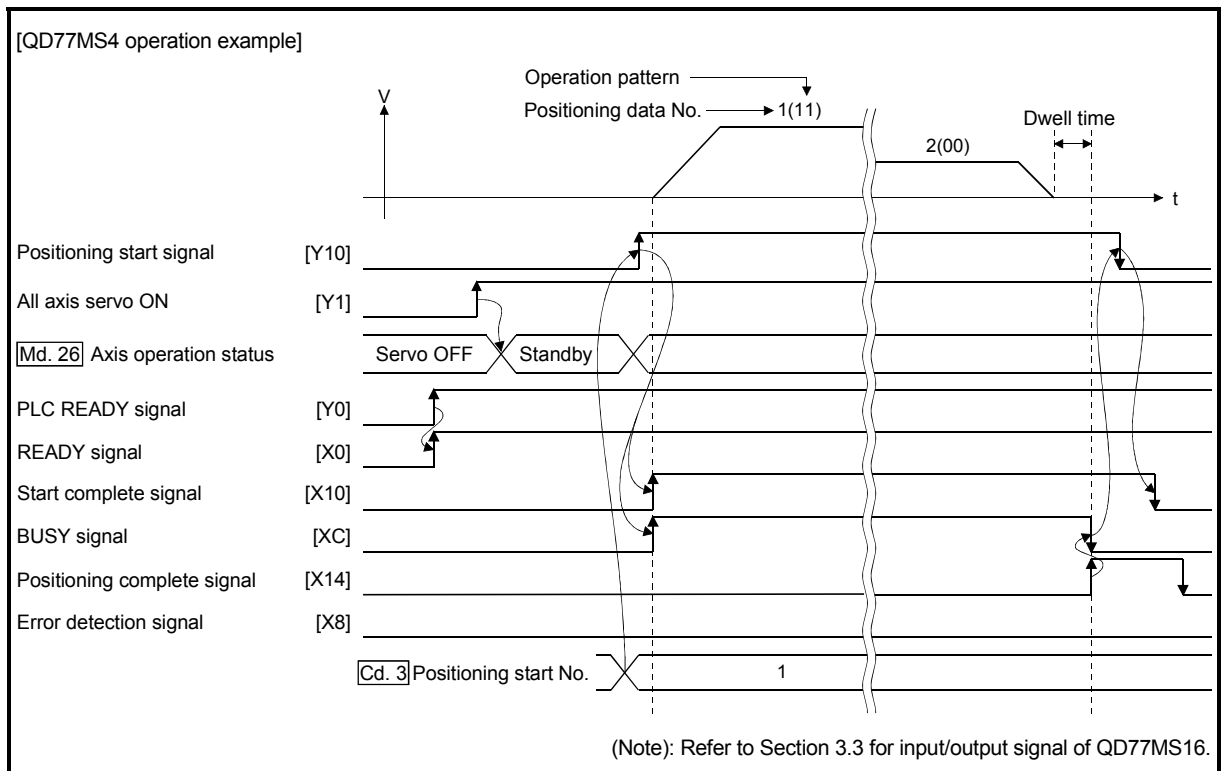 [QD77MS4 operation example]
Operation pattern
Positioning data No. 1(11)
V
Dwell time
2(00)
t
Positioning start signal [Y10]
All axis servo ON [Y1]
Md. 26 Axis operation status Servo OFF Standby
PLC READY signal [Y0]
READY signal [X0]
Start complete signal [X10]
BUSY signal [XC]
Positioning complete signal [X14]
Error detection signal [X8]
Cd. 3 Positioning start No. 1
(Note): Refer to Section 3.3 for input/output signal of QD77MS16.